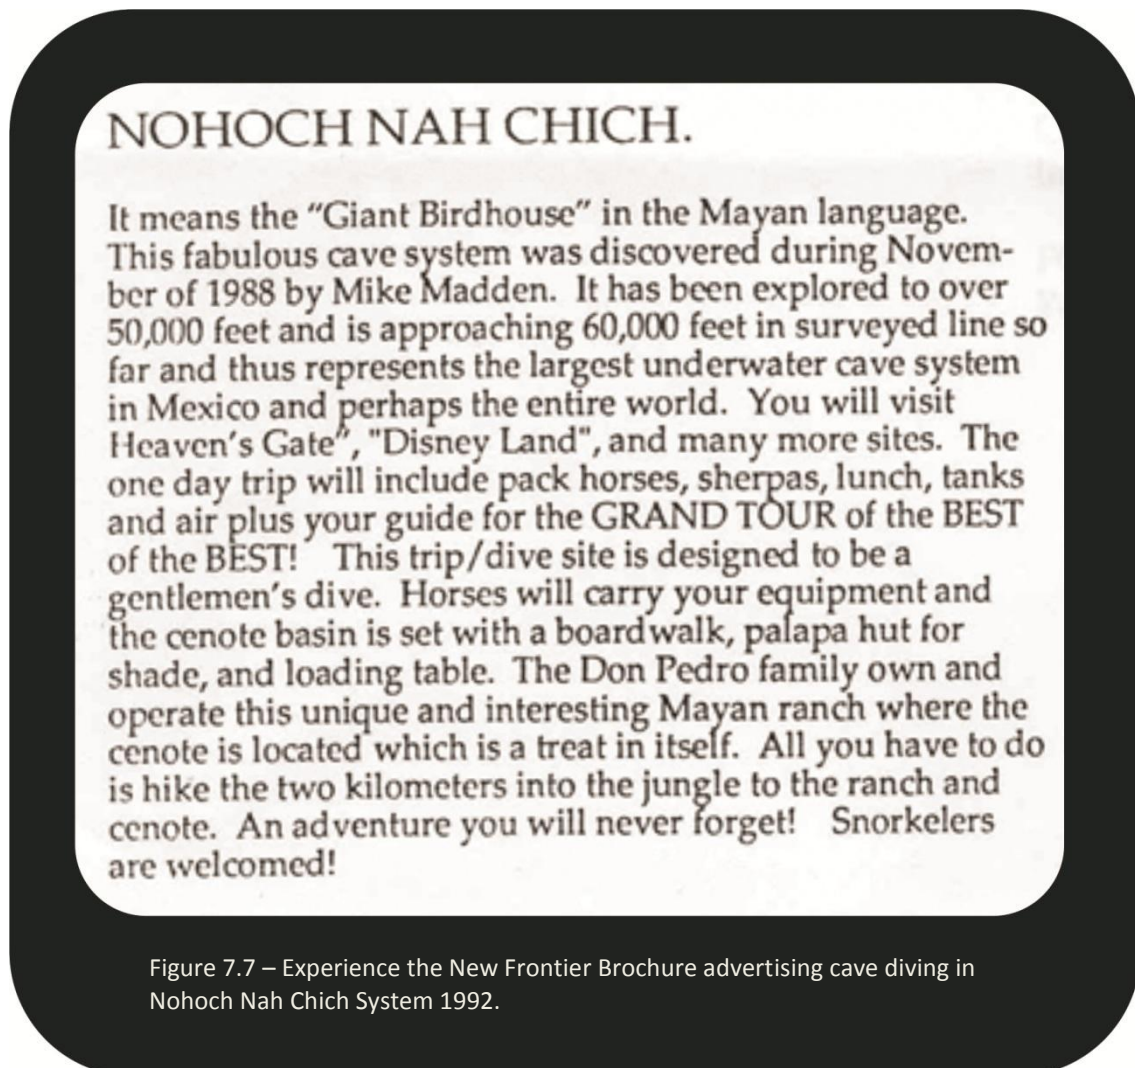 NOHOCH NAH CHICH.
It means the “Giant Birdhouse” in the Mayan language.
This fabulous cave system was discovered during Novem-
ber of 1988 by Mike Madden.  It has been explored to over
50,000 feet and is approaching 60,000 feet in surveyed line so
far and thus represents the largest underwater cave system
in Mexico and perhaps the entire world.  You will visit
Heaven's Gate", "Disney Land", and many more sites.  The
one day trip will include pack horses, sherpas, lunch, tanks
and air plus your guide for the GRAND TOUR of the BEST
of the BEST!   This trip/dive site is designed to be a
gentlemen's dive.  Horses will carry your equipment and
the cenote basin is set with a boardwalk, palapa hut for
shade, and loading table.  The Don Pedro family own and
operate this unique and interesting Mayan ranch where the
cenote is located which is a treat in itself.  All you have to do
is hike the two kilometers into the jungle to the ranch and
cenote.  An adventure you will never forget!   Snorkelers
are welcomed!
Figure 7.7 – Experience the New Frontier Brochure advertising cave diving in
Nohoch Nah Chich System 1992.